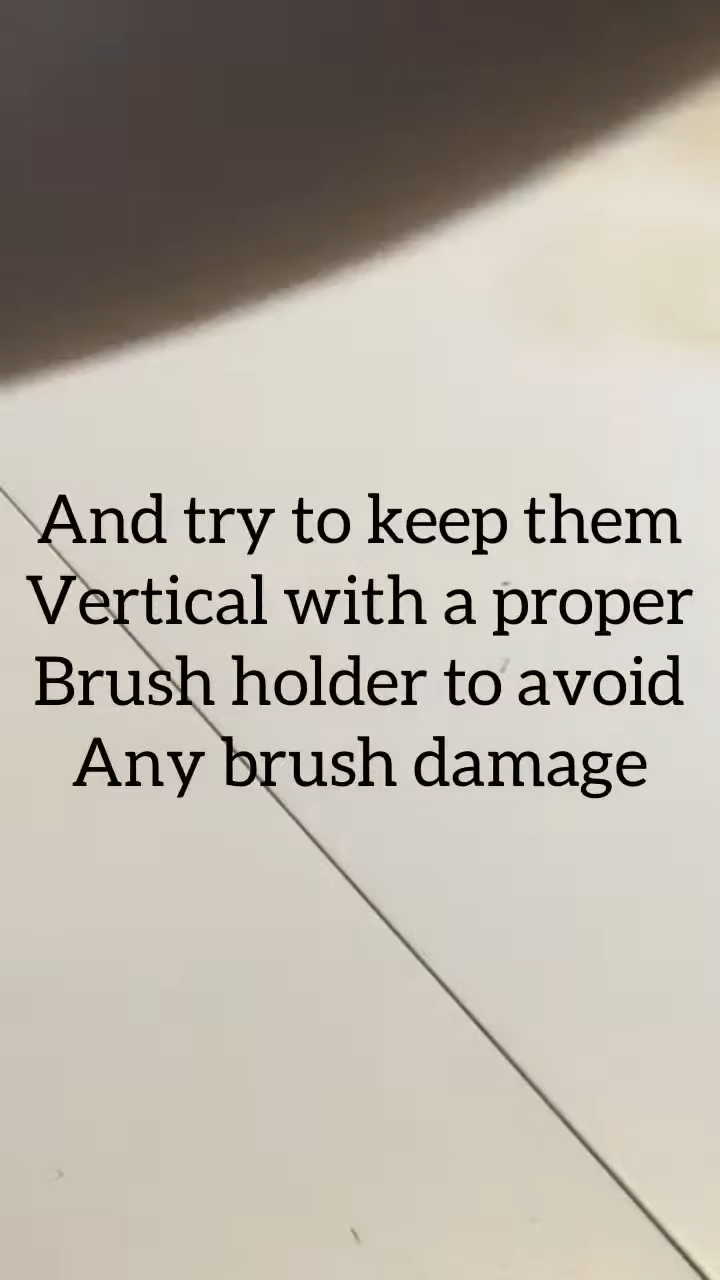 And try to keep them
Vertical with a proper
Brush holder to avoid
Any brush damage